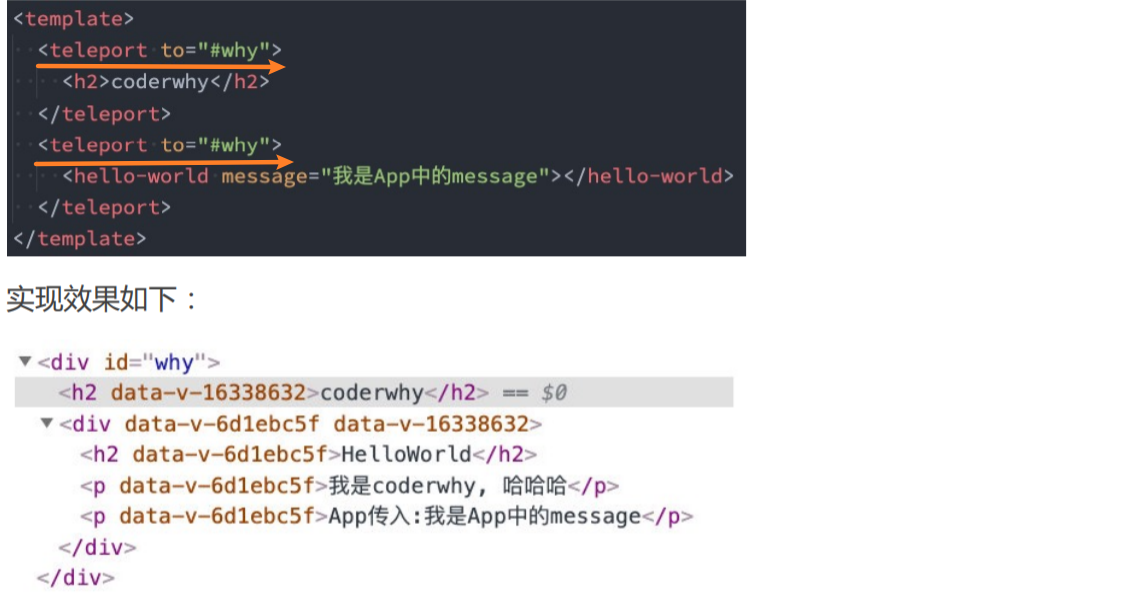 <template>
<teleport to="#why">
<h2>coderwhy</h2>
</teleport>
<teleport to="#why">
<hello-world message="我是App中的message"></hello-world>
</teleport>
</template>
实现效果如下：
▼<div id="why">
<h2 data-v-16338632>coderwhy</h2> == $0
▼<div data-v-6d1ebc5f data-v-16338632>
<h2 data-v-6d1ebc5f>HelloWorld</h2>
<p data-v-6d1ebc5f>我是coderwhy, 哈哈哈</p>
<p data-v-6d1ebc5f>App传入:我是App中的message</p>
</div>
</div>